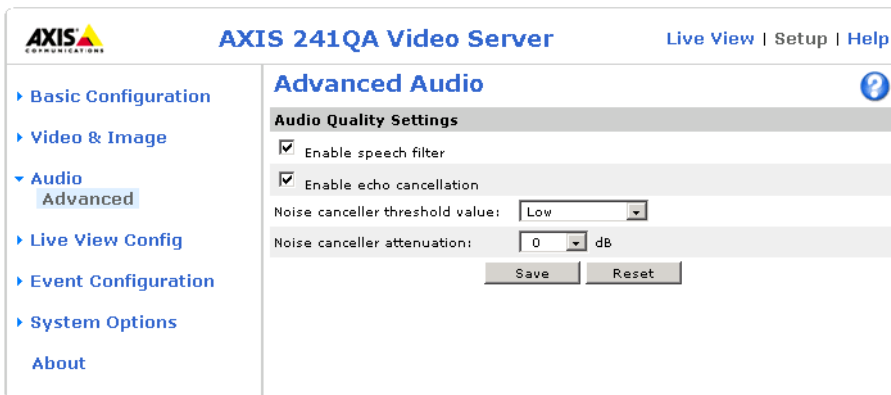 AXIS
COMMUNICATIONS
AXIS 241QA Video Server
Live View | Setup | Help
Basic Configuration
Video & Image
Audio
Advanced
Live View Config
Event Configuration
System Options
About
Advanced Audio
?
Audio Quality Settings
Enable speech filter
Enable echo cancellation
Noise canceller threshold value: Low
Noise canceller attenuation: 0 dB
Save Reset